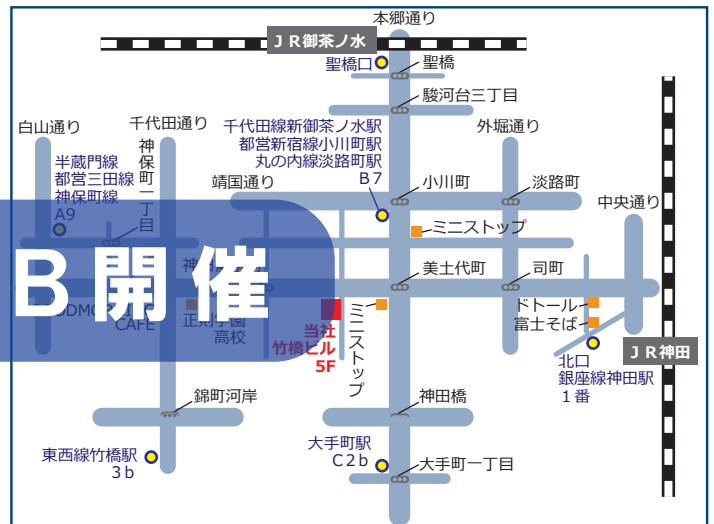 本郷通り
ＪＲ御茶ノ水
聖橋口
聖橋
駿河台三丁目
白山通り
千代田通り
千代田線新御茶ノ水駅
都営新宿線小川町駅
丸の内線淡路町駅
Ｂ７
外堀通り
半蔵門線
都営三田線
神保町線
A9
神保町一丁目
靖国通り
小川町
淡路町
中央通り
ミニストップ
B開催
美土代町
司町
CAFE
正則学園
高校
当社
竹橋ビル
5F
ミニストップ
ドトール
富士そば
ＪＲ神田
北口
銀座線神田駅
１番
錦町河岸
神田橋
東西線竹橋駅
３ｂ
大手町駅
Ｃ２ｂ
大手町一丁目